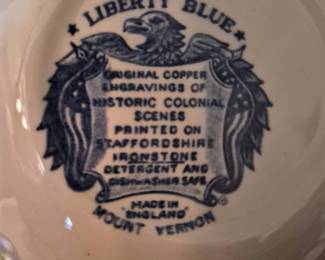 ★ LIBERTY BLUE ★
ORIGINAL COPPER
ENGRAVINGS OF
HISTORIC COLONIAL
SCENES
PRINTED ON
STAFFORDSHIRE
IRONSTONE
DETERGENT AND
DISHWASHER SAFE
MADE IN
"ENGLAND"
®
MOUNT VERNON